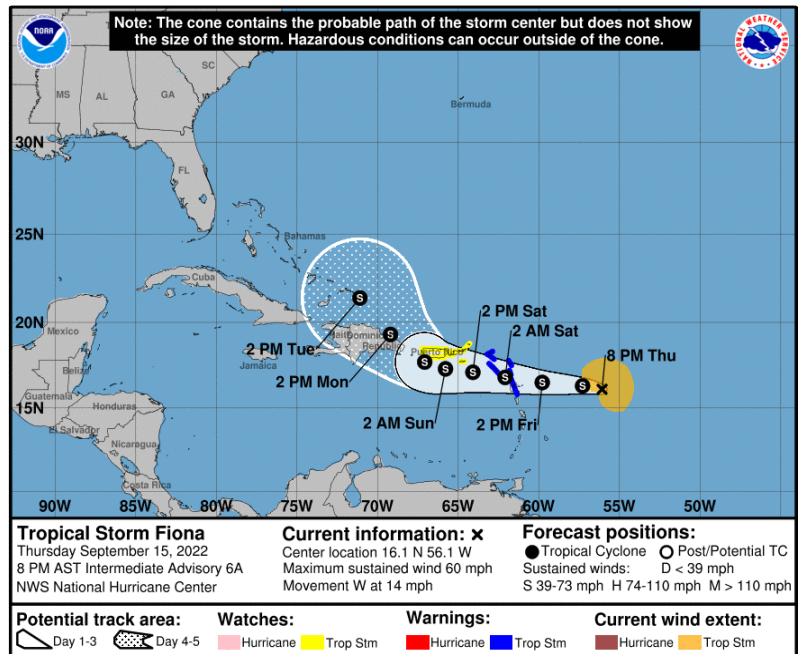 Note: The cone contains the probable path of the storm center but does not show
the size of the storm. Hazardous conditions can occur outside of the cone.
NOAA
NATIONAL WEATHER SERVICE
SC
MS
AL
GA
Bermuda
30N
FL
25N
Bahamas
Cuba
2 PM Sat
20N
2 AM Sat
Mexico
Haiti
Dominican
Republic
Puerto Rico
2 PM Tue
8 PM Thu
Jamaica
Belize
2 PM Mon
Guatemala
15N
Honduras
2 AM Sun
2 PM Fri
El Salvador
Nicaragua
Costa Rica
S
S
S
S
S
S
S
S
90W 85W 80W 75W 70W 65W 60W 55W 50W
Tropical Storm Fiona
Thursday September 15, 2022
8 PM AST Intermediate Advisory 6A
NWS National Hurricane Center
Current information: x
Center location 16.1 N 56.1 W
Maximum sustained wind 60 mph
Movement W at 14 mph
Forecast positions:
Tropical Cyclone Post/Potential TC
Sustained winds: D < 39 mph
S 39-73 mph H 74-110 mph M > 110 mph
Potential track area:
Day 1-3 Day 4-5
Watches:
Hurricane Trop Stm
Warnings:
Hurricane Trop Stm
Current wind extent:
Hurricane Trop Stm